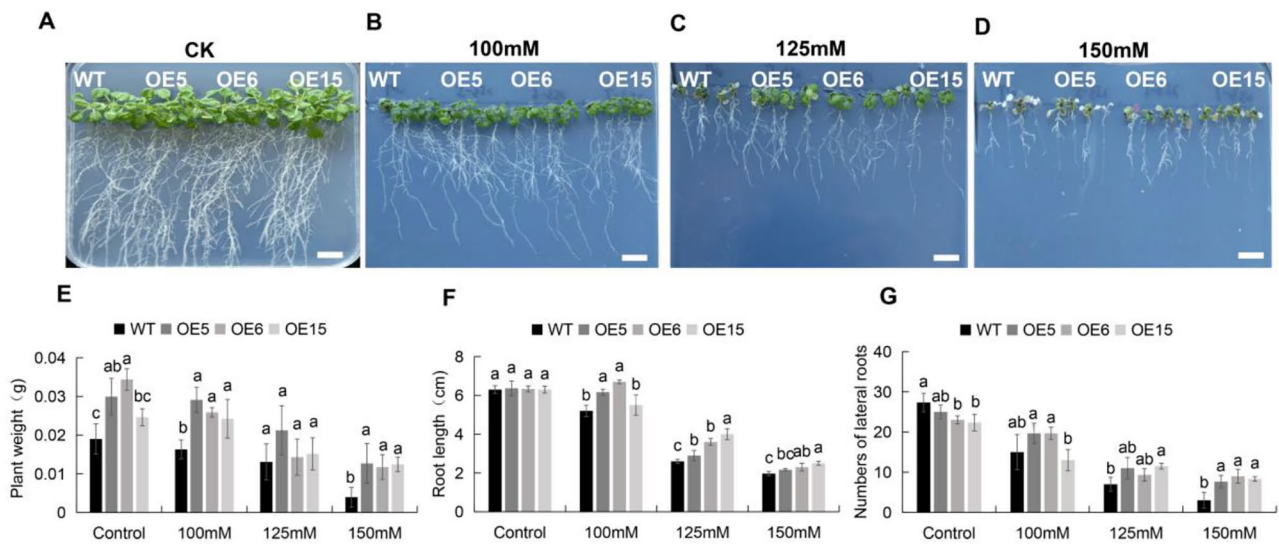 A
B
C
D
CK
100mM
125mM
150mM
WT OE5 OE6 OE15
WT OE5 OE6 OE15
WT OE5 OE6 OE15
WT OE5 OE6 OE15
E
WT OE5 OE6 OE15
Plant weight（g)
0.04
0.03
0.02
0.01
0
c ab a bc
b a a a
a a a a
b a a a
Control 100mM 125mM 150mM
F
WT OE5 OE6 OE15
Root length（cm)
8
6
4
2
0
a a a a
b a a b
c b b a
c bc ab a
Control 100mM 125mM 150mM
G
WT OE5 OE6 OE15
Numbers of lateral roots
40
30
20
10
0
a ab b b
ab a a b
b ab ab a
b a a a
Control 100mM 125mM 150mM